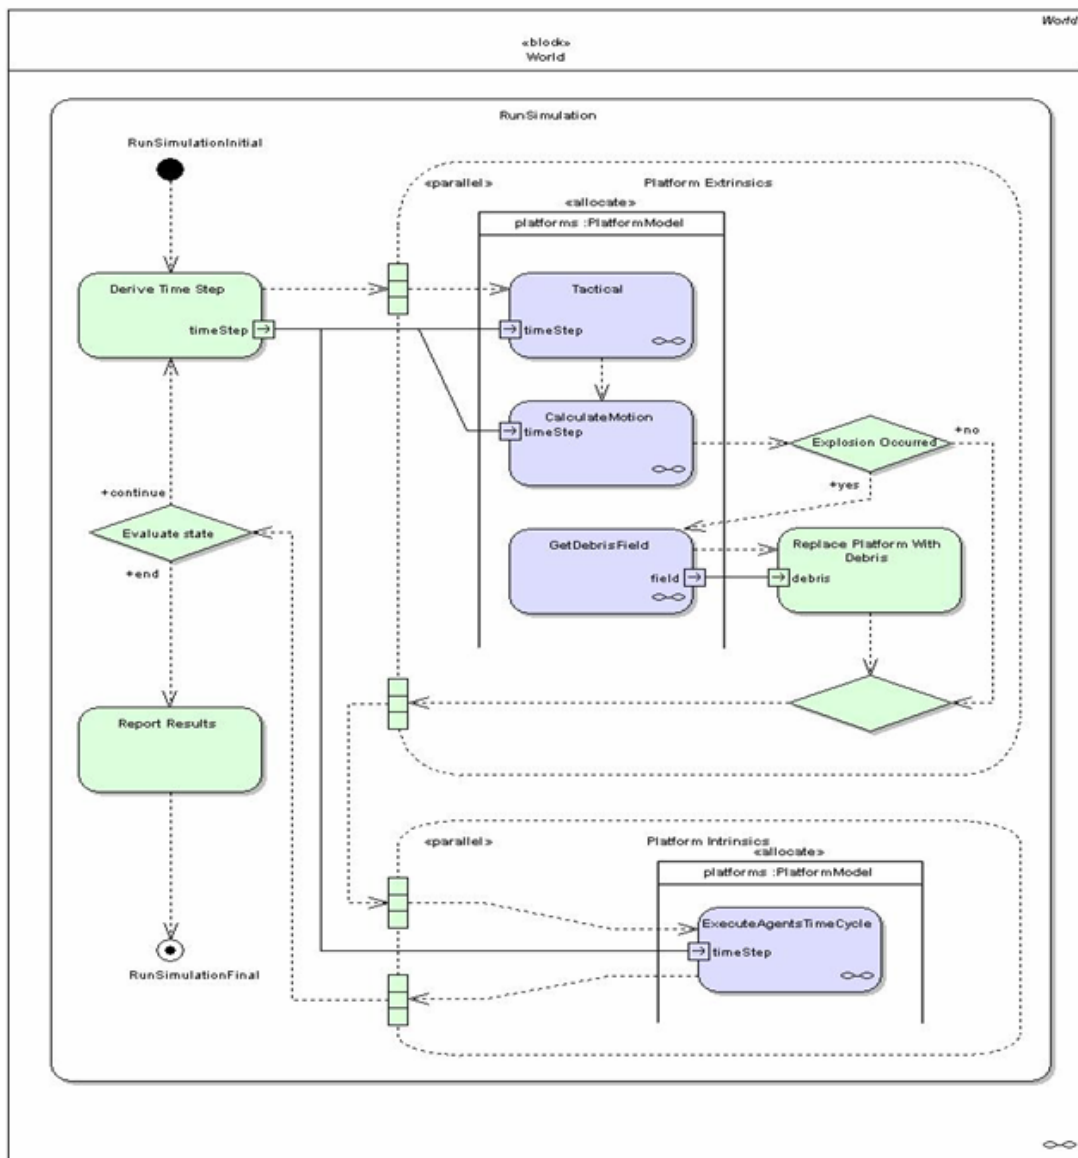 World
«block»
World
RunSimulation
RunSimulationInitial
«parallel»
Platform Extrinsics
«allocate»
platforms :PlatformModel
Derive Time Step
timeStep
Tactical
timeStep
CalculateMotion
timeStep
Explosion Occurred
+no
+yes
+continue
Evaluate state
+end
GetDebrisField
field
Replace Platform With
Debris
debris
Report Results
«parallel»
Platform Intrinsics
«allocate»
platforms :PlatformModel
ExecuteAgentsTimeCycle
timeStep
RunSimulationFinal